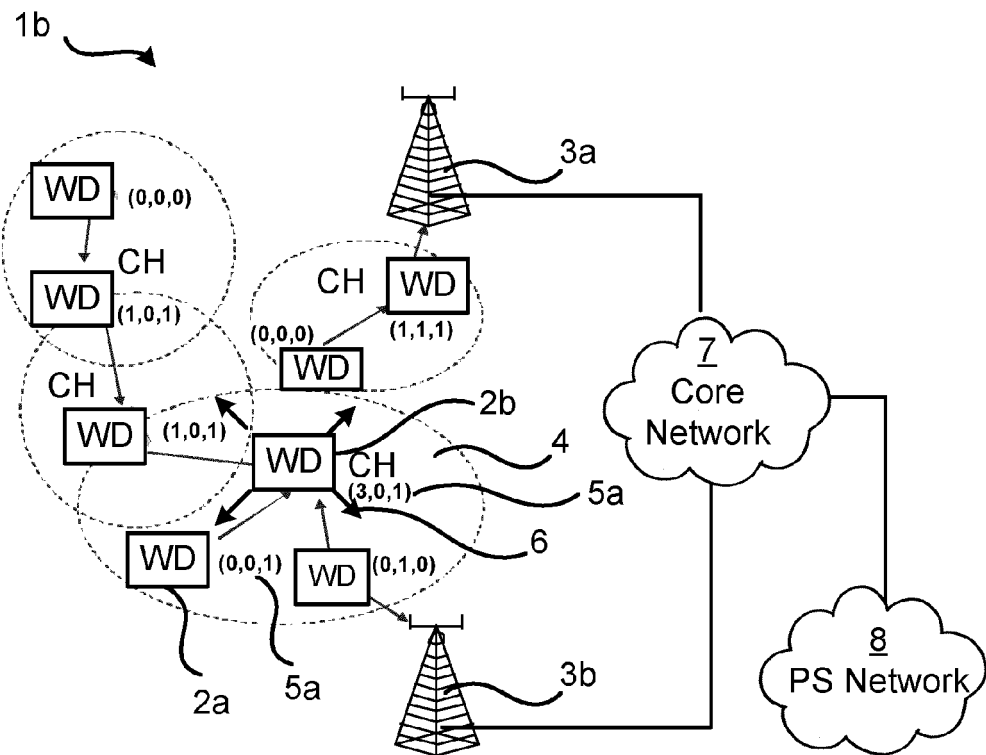 1b
3a
WD
(0,0,0)
CH
WD
(1,0,1)
CH
WD
(1,1,1)
(0,0,0)
WD
7
Core
Network
CH
WD
(1,0,1)
2b
WD
CH
(3,0,1)
4
5a
6
WD
(0,0,1)
WD
(0,1,0)
8
PS Network
2a
5a
3b